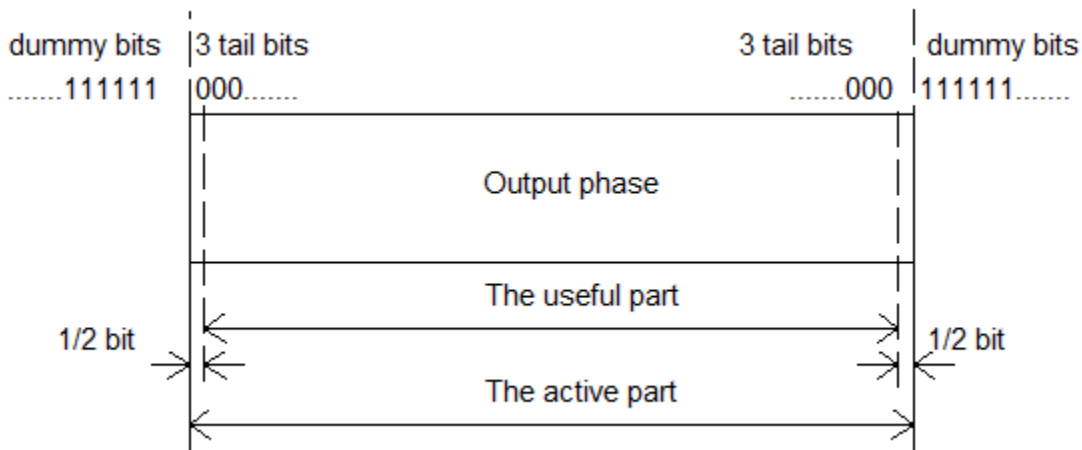 dummy bits 3 tail bits 3 tail bits dummy bits
.......111111 000....... .......000 111111.......
Output phase
The useful part
1/2 bit 1/2 bit
The active part